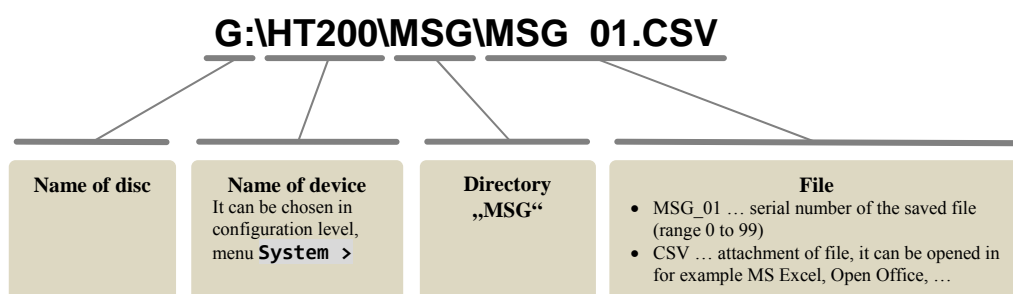 G:\HT200\MSG\MSG 01.CSV
Name of disc
Name of device
It can be chosen in
configuration level,
menu System >
Directory
„MSG“
File
• MSG_01 … serial number of the saved file
(range 0 to 99)
• CSV … attachment of file, it can be opened in
for example MS Excel, Open Office, …